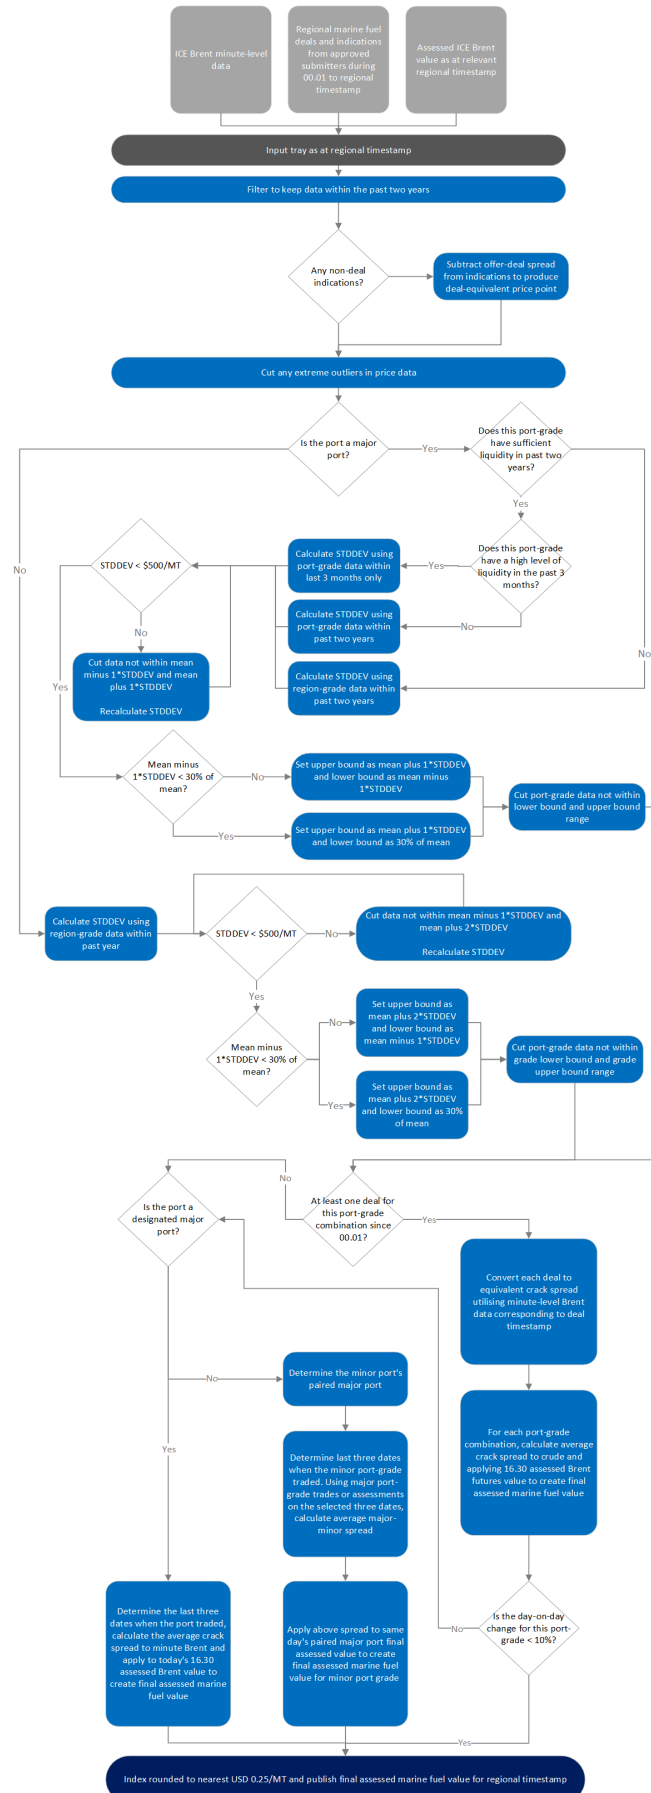 ICE Brent minute-level
data
Regional marine fuel
deals and indications
from approved
submitters during
00.01 to regional
timestamp
Assessed ICE Brent
value as at relevant
regional timestamp
Input tray as at regional timestamp
Filter to keep data within the past two years
Any non-deal
indications?
Subtract offer-deal spread
from indications to produce
deal-equivalent price point
Cut any extreme outliers in price data
Is the port a major
port?
Yes
Does this port-grade
have sufficient
liquidity in past two
years?
Yes
No
No
STDDEV < $500/MT
Calculate STDDEV using
port-grade data within
last 3 months only
Yes
Does this port-grade
have a high level of
liquidity in the past 3
months?
No
Calculate STDDEV using
port-grade data within
past two years
No
Cut data not within mean
minus 1*STDDEV and mean
plus 1*STDDEV
Recalculate STDDEV
Calculate STDDEV using
region-grade data within
past two years
Yes
Mean minus
1*STDDEV < 30% of
mean?
No
Set upper bound as mean plus 1*STDDEV
and lower bound as mean minus
1*STDDEV
Yes
Set upper bound as mean plus 1*STDDEV
and lower bound as 30% of mean
Cut port-grade data not within
lower bound and upper bound
range
Calculate STDDEV using
region-grade data within
past year
STDDEV < $500/MT
No
Cut data not within mean minus 1*STDDEV and
mean plus 2*STDDEV
Recalculate STDDEV
Yes
Mean minus
1*STDDEV < 30% of
mean?
No
Set upper bound as
mean plus 2*STDDEV
and lower bound as
mean minus 1*STDDEV
Yes
Set upper bound as
mean plus 2*STDDEV
and lower bound as 30%
of mean
Cut port-grade data not within
grade lower bound and grade
upper bound range
No
Is the port a
designated major
port?
At least one deal for
this port-grade
combination since
00.01?
Yes
Convert each deal to
equivalent crack spread
utilising minute-level Brent
data corresponding to deal
timestamp
No
Determine the minor port's
paired major port
Yes
Determine last three dates
when the minor port-grade
traded. Using major port-
grade trades or assessments
on the selected three dates,
calculate average major-
minor spread
For each port-grade
combination, calculate average
crack spread to crude and
applying 16.30 assessed Brent
futures value to create final
assessed marine fuel value
Determine the last three
dates when the port traded,
calculate the average crack
spread to minute Brent and
apply to today's 16.30
assessed Brent value to
create final assessed marine
fuel value
Apply above spread to same
day's paired major port final
assessed value to create
final assessed marine fuel
value for minor port grade
No
Is the day-on-day
change for this port-
grade < 10%?
Yes
Index rounded to nearest USD 0.25/MT and publish final assessed marine fuel value for regional timestamp